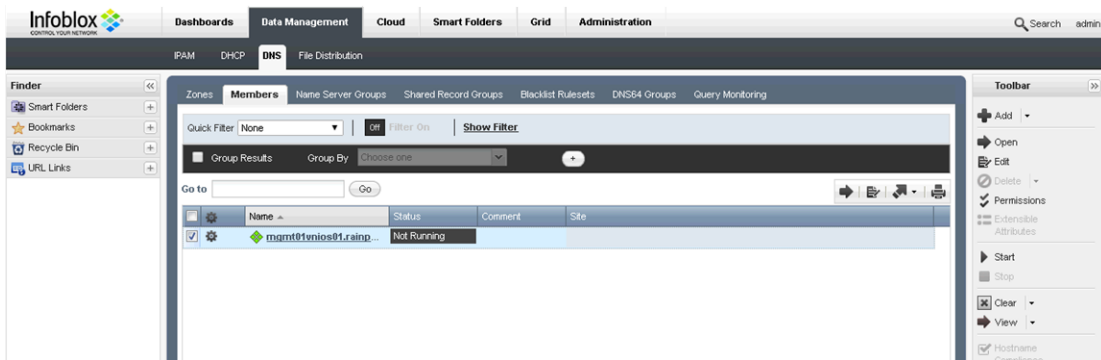 Infoblox
CONTROL YOUR NETWORK
Dashboards Data Management Cloud Smart Folders Grid Administration
Search admin
IPAM DHCP DNS File Distribution
Finder
Smart Folders
Bookmarks
Recycle Bin
URL Links
Zones Members Name Server Groups Shared Record Groups Blacklist Rulesets DNS64 Groups Query Monitoring
Quick Filter None Off Filter On Show Filter
Group Results Group By Choose one
Go to Go
Name Status Comment Site
mgmt01vnios01.rainp... Not Running
Toolbar
Add
Open
Edit
Delete
Permissions
Extensible
Attributes
Start
Stop
Clear
View
Hostname
Compliance